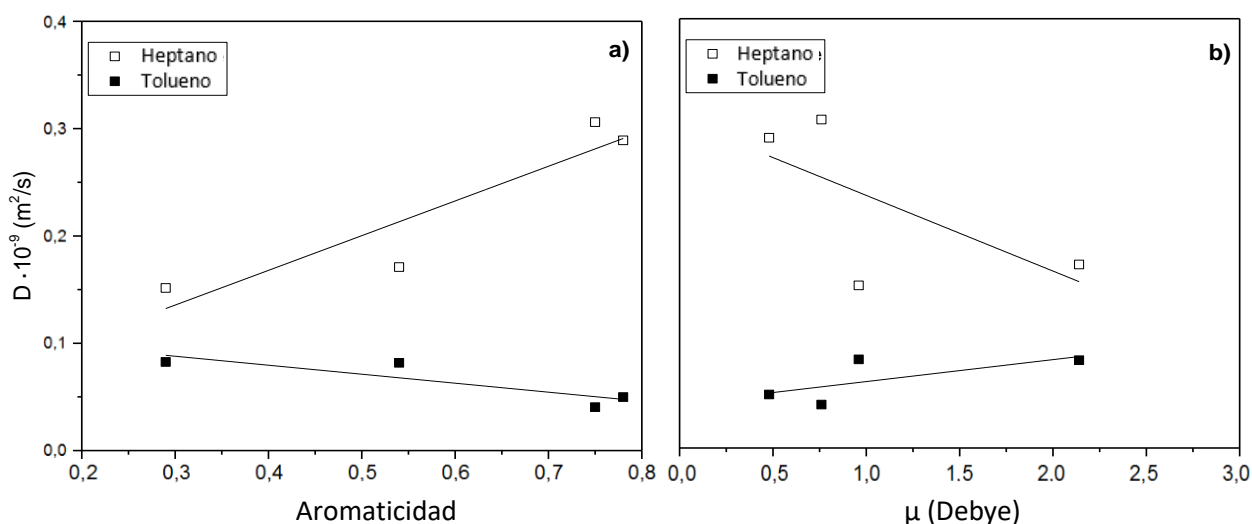 a)
Heptano
Tolueno
D · 10⁻⁹ (m²/s)
0,4
0,3
0,2
0,1
0,0
0,2 0,3 0,4 0,5 0,6 0,7 0,8
Aromaticidad
b)
Heptano
Tolueno
0,0 0,5 1,0 1,5 2,0 2,5 3,0
µ (Debye)